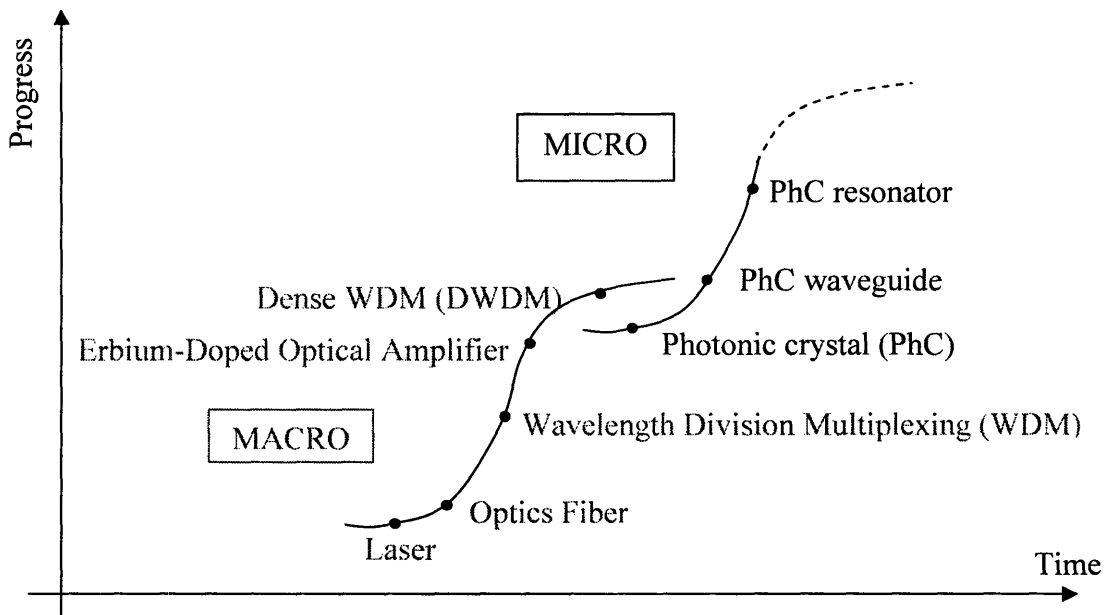 Progress
MICRO
PhC resonator
PhC waveguide
Dense WDM (DWDM)
Photonic crystal (PhC)
Erbium-Doped Optical Amplifier
Wavelength Division Multiplexing (WDM)
MACRO
Optics Fiber
Laser
Time